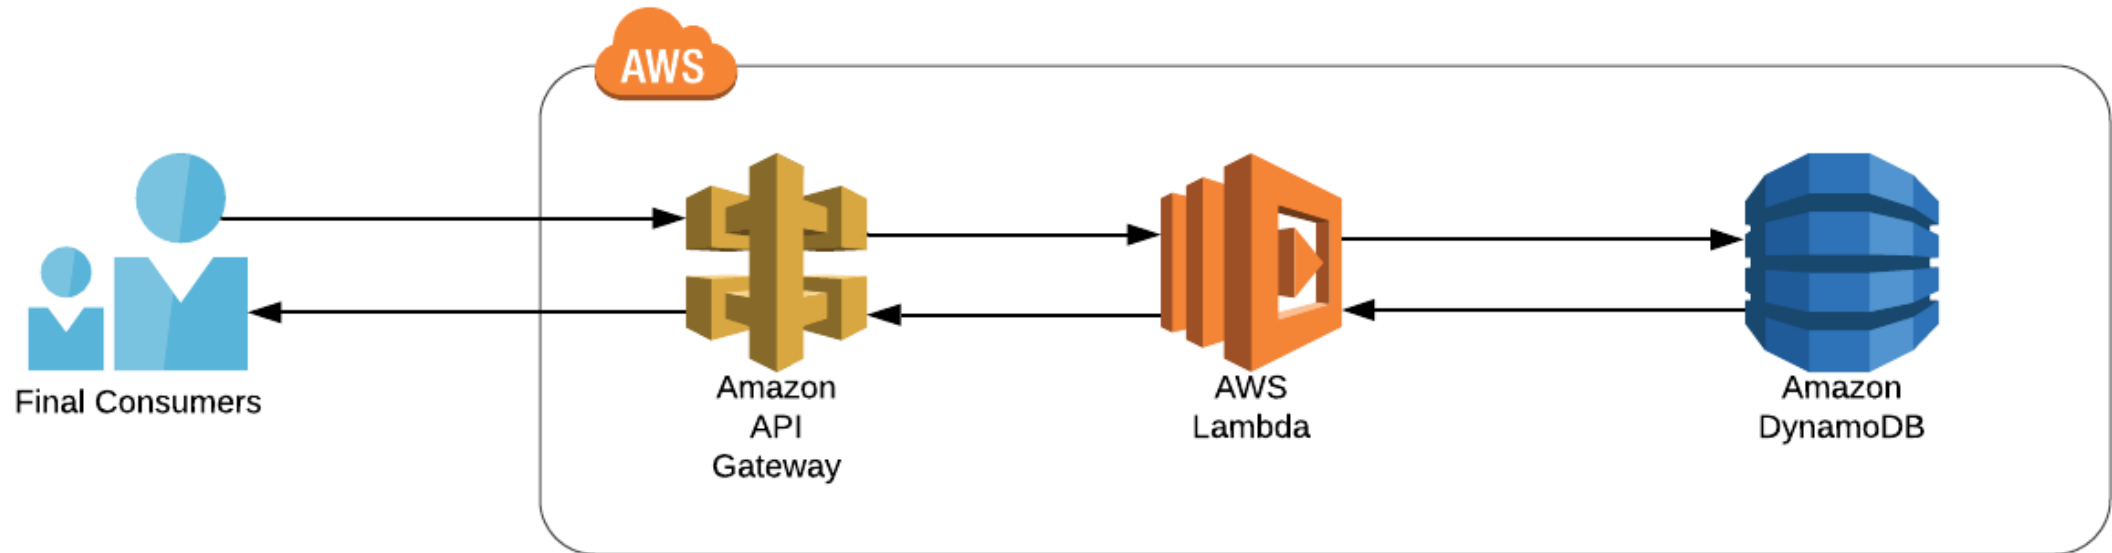 AWS
Final Consumers
Amazon
API
Gateway
AWS
Lambda
Amazon
DynamoDB